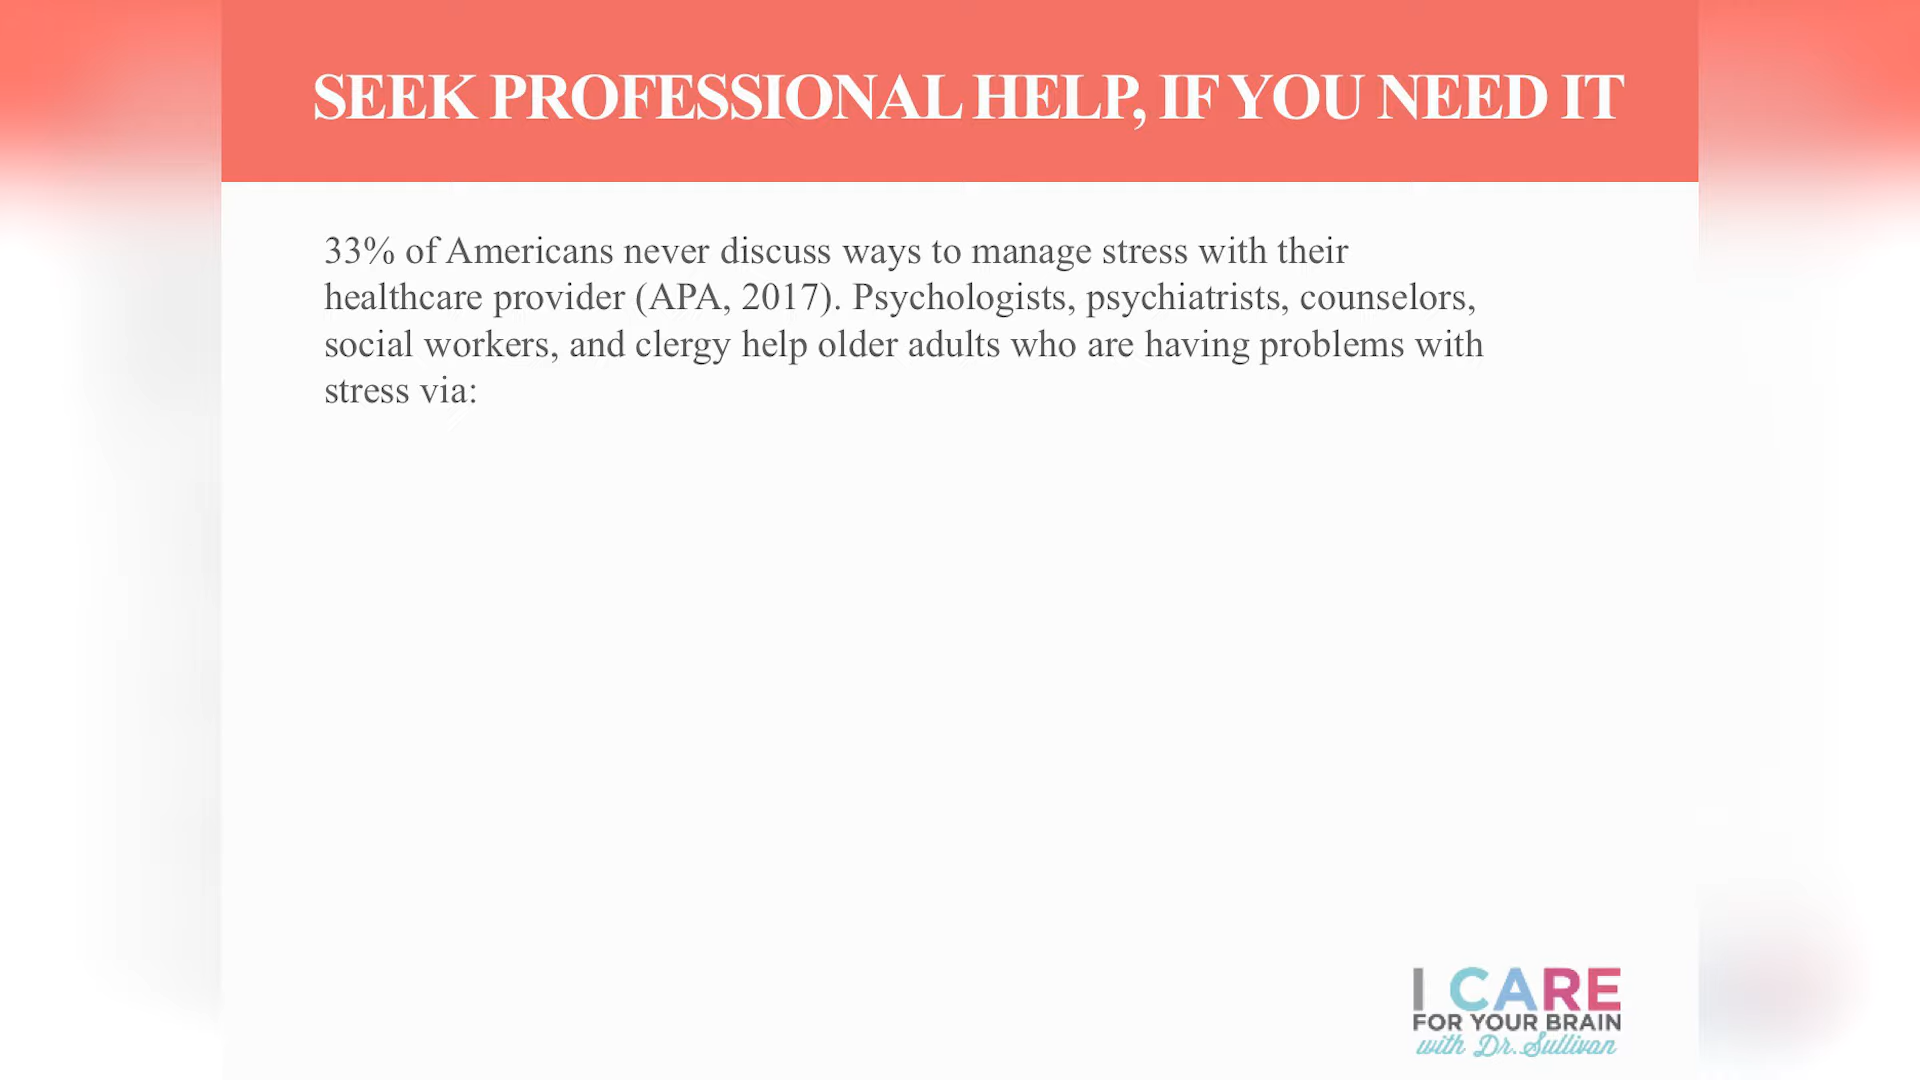 SEEK PROFESSIONAL HELP, IF YOU NEED IT
33% of Americans never discuss ways to manage stress with their
healthcare provider (APA, 2017). Psychologists, psychiatrists, counselors,
social workers, and clergy help older adults who are having problems with
stress via:
I CARE
FOR YOUR BRAIN
with Dr. Sullivan